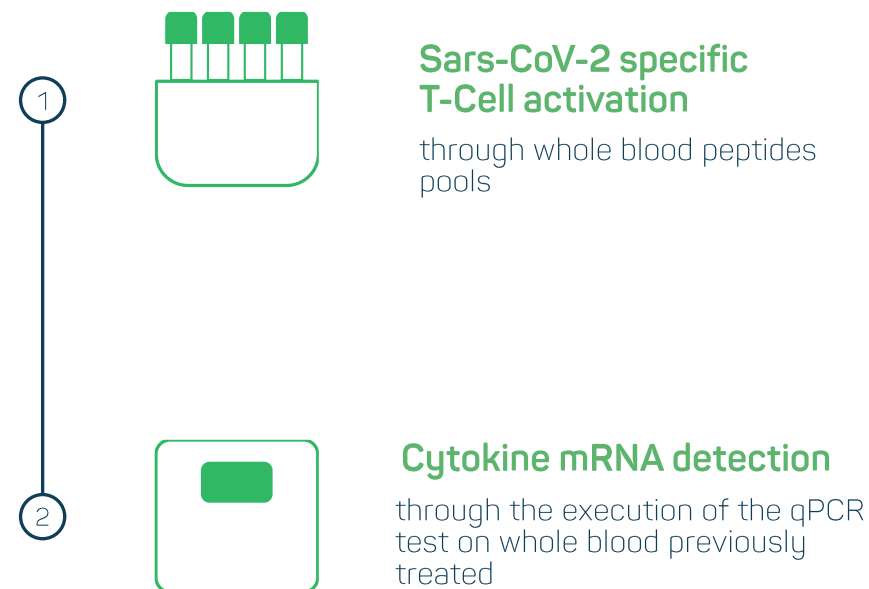 1
Sars-CoV-2 specific
T-Cell activation
through whole blood peptides
pools
2
Cytokine mRNA detection
through the execution of the qPCR
test on whole blood previously
treated